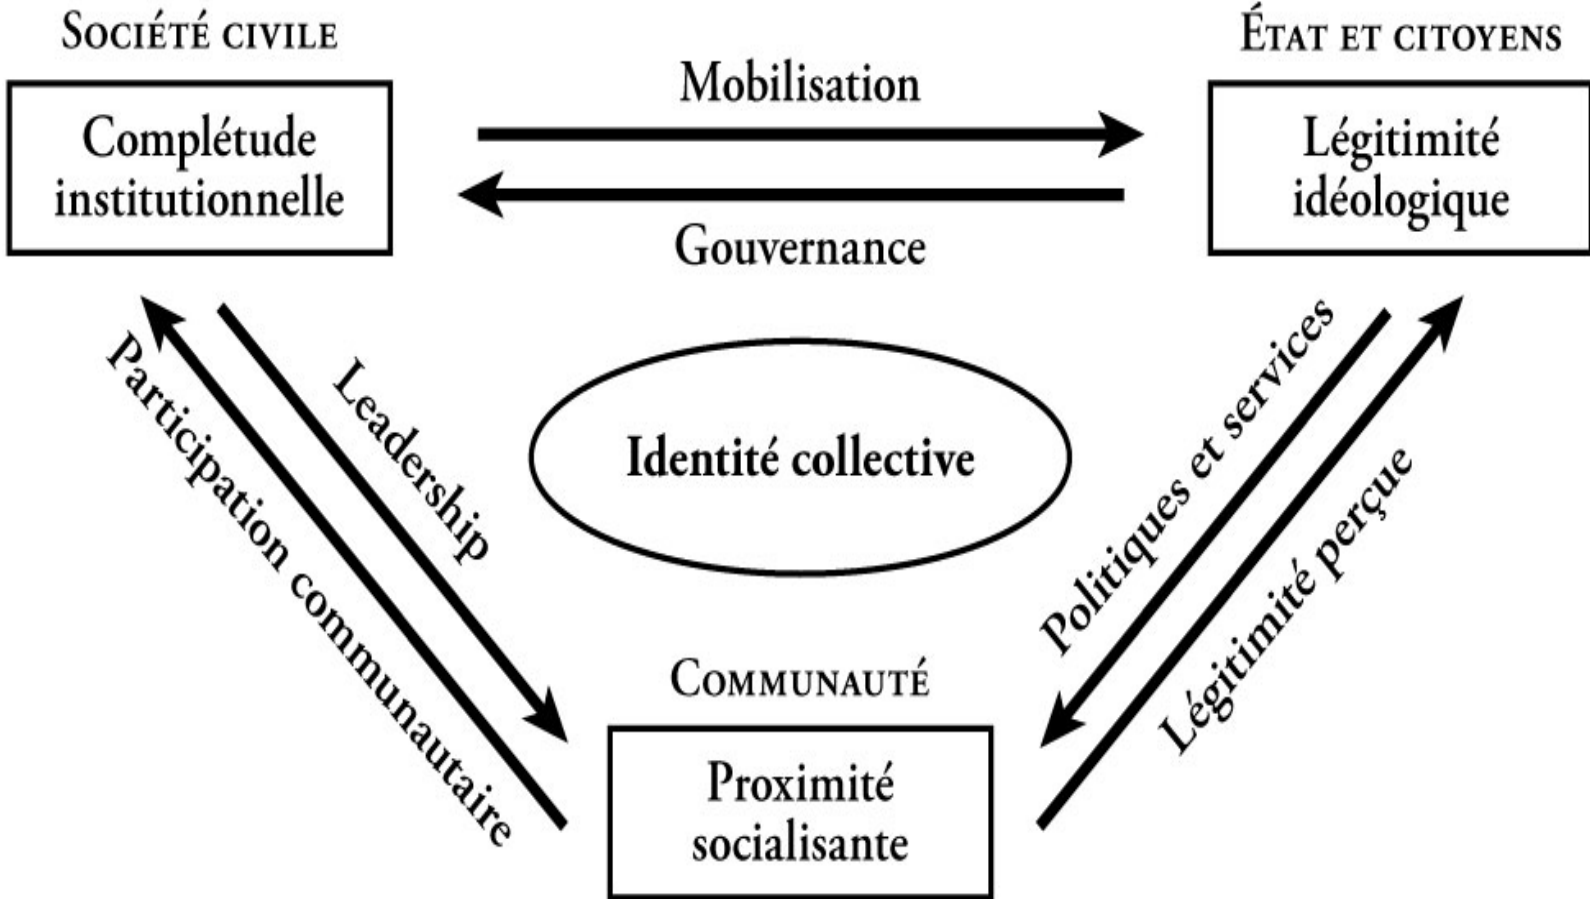 SOCIÉTÉ CIVILE
ÉTAT ET CITOYENS
Complétude
institutionnelle
Mobilisation
Gouvernance
Légitimité
idéologique
Participation communautaire
Leadership
Identité collective
Politiques et services
Légitimité perçue
COMMUNAUTÉ
Proximité
socialisante